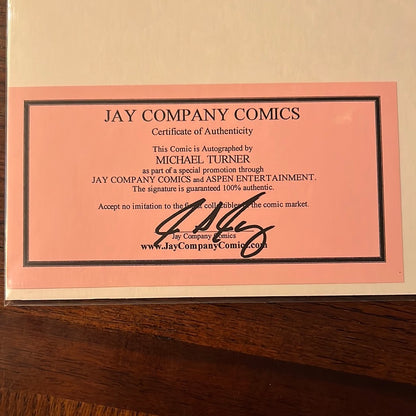 JAY COMPANY COMICS
Certificate of Authenticity
This Comic is Autographed by
MICHAEL TURNER
as part of a special promotion through
JAY COMPANY COMICS and ASPEN ENTERTAINMENT.
The signature is guaranteed 100% authentic.
Accept no imitation to the collectibles the comic market.
Jay Company Comics
www.JayCompanyComics.com